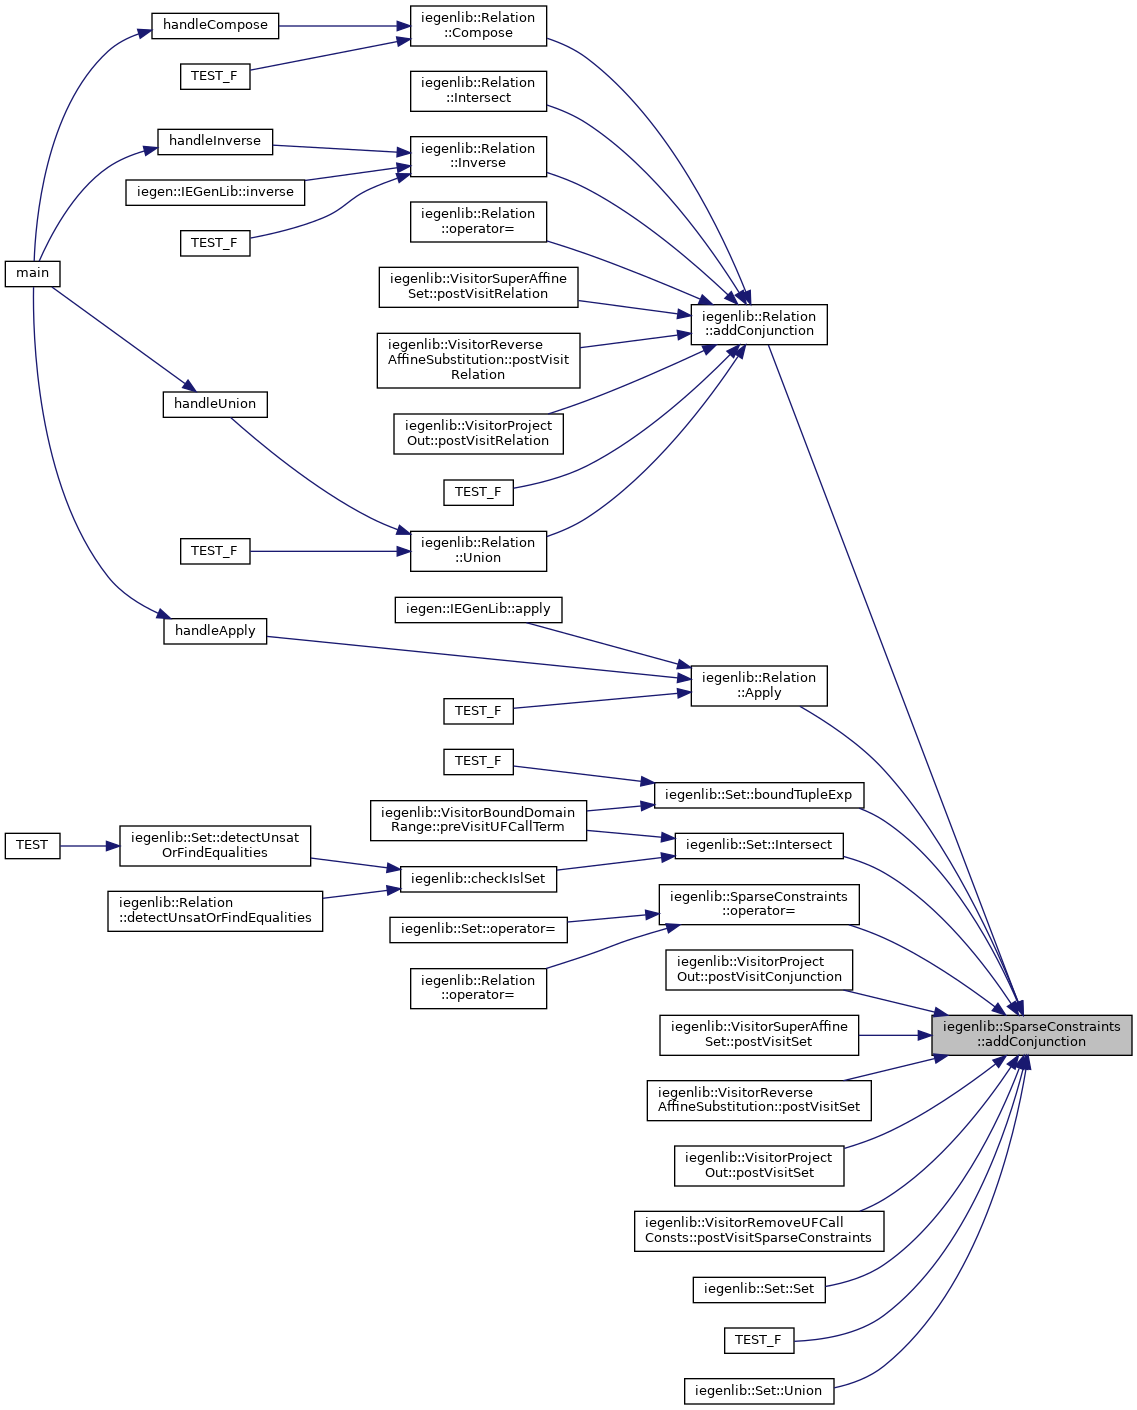 handleCompose
iegenlib::Relation
::Compose
TEST_F
iegenlib::Relation
::Intersect
handleInverse
iegenlib::Relation
::Inverse
iegen::IEGenLib::inverse
iegenlib::Relation
::operator=
TEST_F
main
iegenlib::VisitorSuperAffine
Set::postVisitRelation
iegenlib::Relation
::addConjunction
iegenlib::VisitorReverse
AffineSubstitution::postVisit
Relation
handleUnion
iegenlib::VisitorProject
Out::postVisitRelation
TEST_F
TEST_F
iegenlib::Relation
::Union
iegen::IEGenLib::apply
handleApply
iegenlib::Relation
::Apply
TEST_F
TEST_F
iegenlib::Set::boundTupleExp
iegenlib::VisitorBoundDomain
Range::preVisitUFCallTerm
TEST
iegenlib::Set::detectUnsat
OrFindEqualities
iegenlib::Set::Intersect
iegenlib::checkIslSet
iegenlib::Relation
::detectUnsatOrFindEqualities
iegenlib::SparseConstraints
::operator=
iegenlib::Set::operator=
iegenlib::VisitorProject
Out::postVisitConjunction
iegenlib::Relation
::operator=
iegenlib::VisitorSuperAffine
Set::postVisitSet
iegenlib::SparseConstraints
::addConjunction
iegenlib::VisitorReverse
AffineSubstitution::postVisitSet
iegenlib::VisitorProject
Out::postVisitSet
iegenlib::VisitorRemoveUFCall
Consts::postVisitSparseConstraints
iegenlib::Set::Set
TEST_F
iegenlib::Set::Union